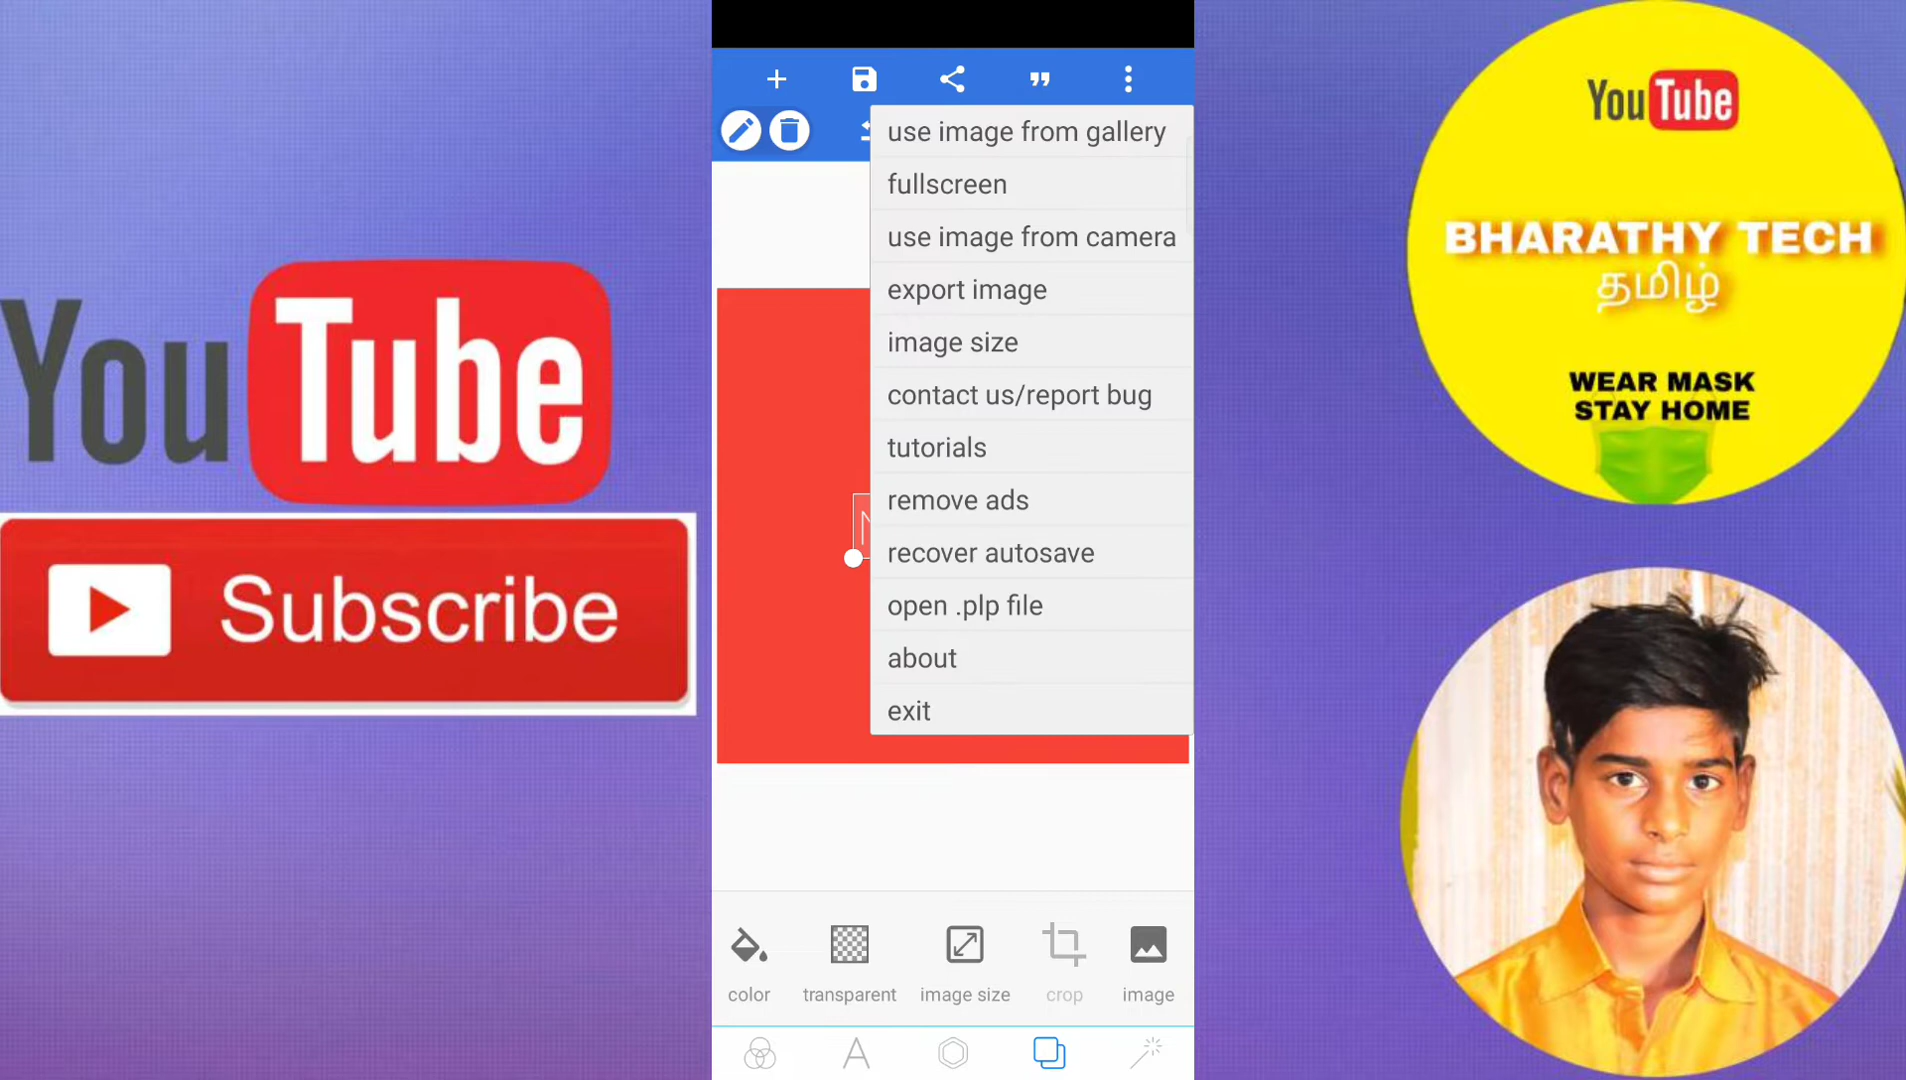 YouTube
Subscribe
use image from gallery
fullscreen
use image from camera
export image
image size
contact us/report bug
tutorials
remove ads
recover autosave
open .plp file
about
exit
color
transparent
image size
crop
image
YouTube
BHARATHY TECH
தமிழ்
WEAR MASK
STAY HOME